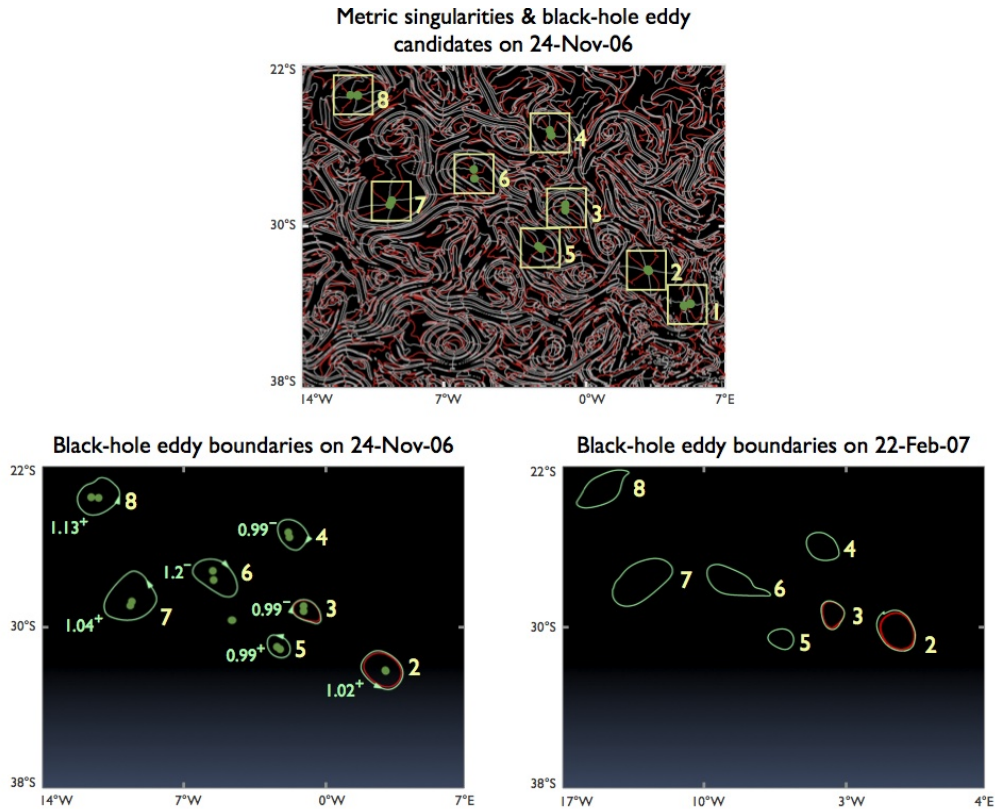 Metric singularities & black-hole eddy
candidates on 24-Nov-06
22°S
8
4
6
7
3
30°S
5
2
1
38°S
14°W
7°W
0°W
7°E
Black-hole eddy boundaries on 24-Nov-06
22°S
8
1.13⁺
0.99⁻
4
1.2⁻
6
0.99⁻
3
7
1.04⁺
30°S
0.99⁺
5
2
1.02⁺
38°S
14°W
7°W
0°W
7°E
Black-hole eddy boundaries on 22-Feb-07
22°S
8
4
7
6
3
30°S
5
2
38°S
17°W
10°W
3°W
4°E